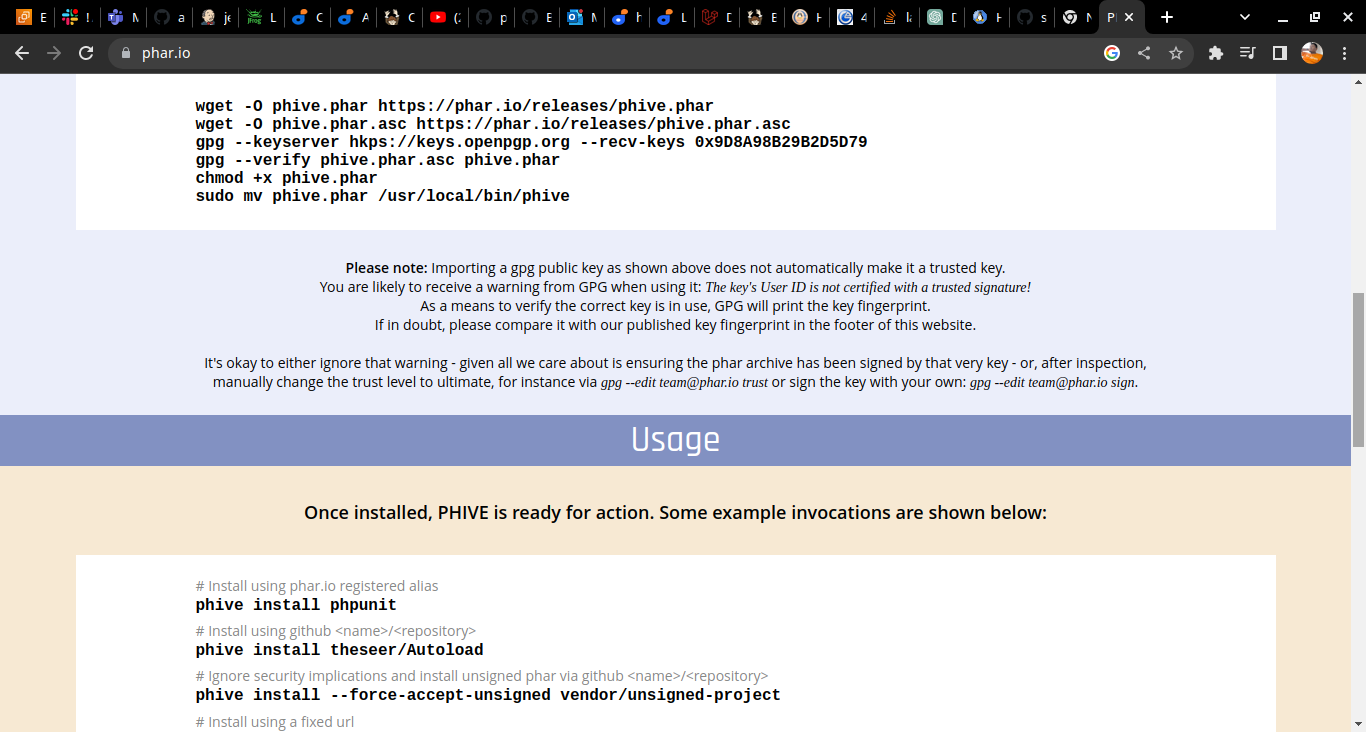 E
!
M
a
je
L
C
A
C
(2
p
E
M
h
L
D
E
H
4
la
D
H
s
N
P
phar.io
wget -O phive.phar https://phar.io/releases/phive.phar
wget -O phive.phar.asc https://phar.io/releases/phive.phar.asc
gpg --keyserver hkps://keys.openpgp.org --recv-keys 0x9D8A98B29B2D5D79
gpg --verify phive.phar.asc phive.phar
chmod +x phive.phar
sudo mv phive.phar /usr/local/bin/phive
Please note: Importing a gpg public key as shown above does not automatically make it a trusted key.
You are likely to receive a warning from GPG when using it: The key's User ID is not certified with a trusted signature!
As a means to verify the correct key is in use, GPG will print the key fingerprint.
If in doubt, please compare it with our published key fingerprint in the footer of this website.
It's okay to either ignore that warning - given all we care about is ensuring the phar archive has been signed by that very key - or, after inspection,
manually change the trust level to ultimate, for instance via gpg --edit team@phar.io trust or sign the key with your own: gpg --edit team@phar.io sign.
Usage
Once installed, PHIVE is ready for action. Some example invocations are shown below:
# Install using phar.io registered alias
phive install phpunit
# Install using github <name>/<repository>
phive install theseer/Autoload
# Ignore security implications and install unsigned phar via github <name>/<repository>
phive install --force-accept-unsigned vendor/unsigned-project
# Install using a fixed url